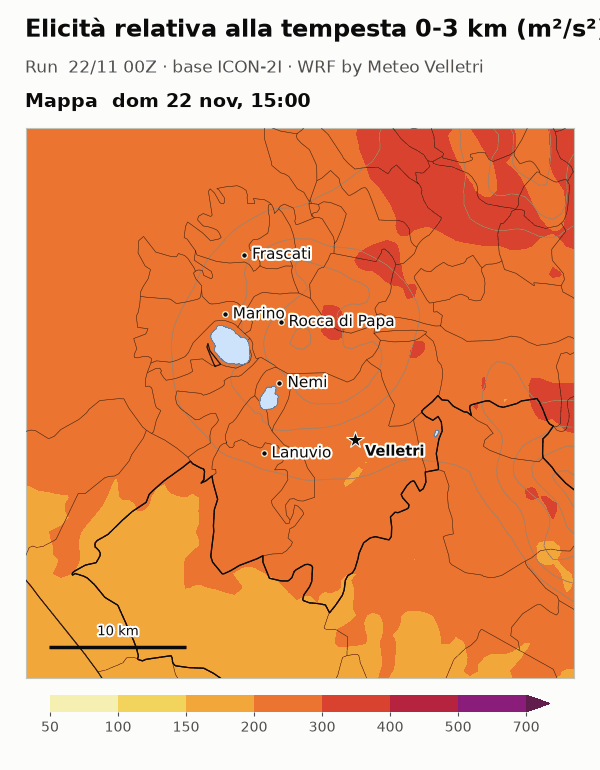 Elicità relativa alla tempesta 0-3 km (m²/s²)
Run 22/11 00Z · base ICON-2I · WRF by Meteo Velletri
Mappa dom 22 nov, 15:00
Frascati
Marino
Rocca di Papa
Nemi
Velletri
Lanuvio
10 km
50 100 150 200 300 400 500 700